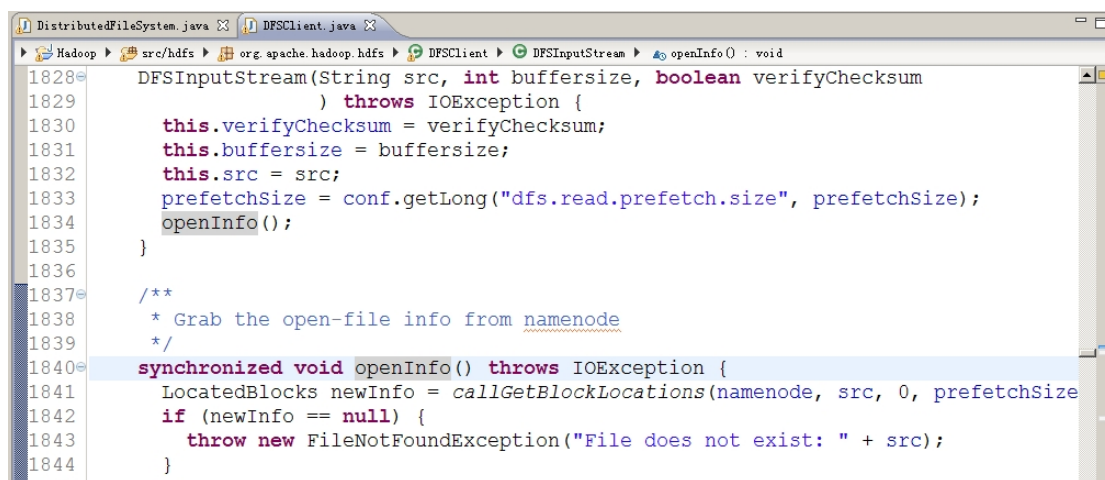 DistributedFileSystem.java DFSClient.java
Hadoop src/hdfs org.apache.hadoop.hdfs DFSClient DFSInputStream openInfo() : void
1828 DFSInputStream(String src, int buffersize, boolean verifyChecksum
1829 ) throws IOException {
1830 this.verifyChecksum = verifyChecksum;
1831 this.buffersize = buffersize;
1832 this.src = src;
1833 prefetchSize = conf.getLong("dfs.read.prefetch.size", prefetchSize);
1834 openInfo();
1835 }
1836
1837 /**
1838 * Grab the open-file info from namenode
1839 */
1840 synchronized void openInfo() throws IOException {
1841 LocatedBlocks newInfo = callGetBlockLocations(namenode, src, 0, prefetchSize
1842 if (newInfo == null) {
1843 throw new FileNotFoundException("File does not exist: " + src);
1844 }